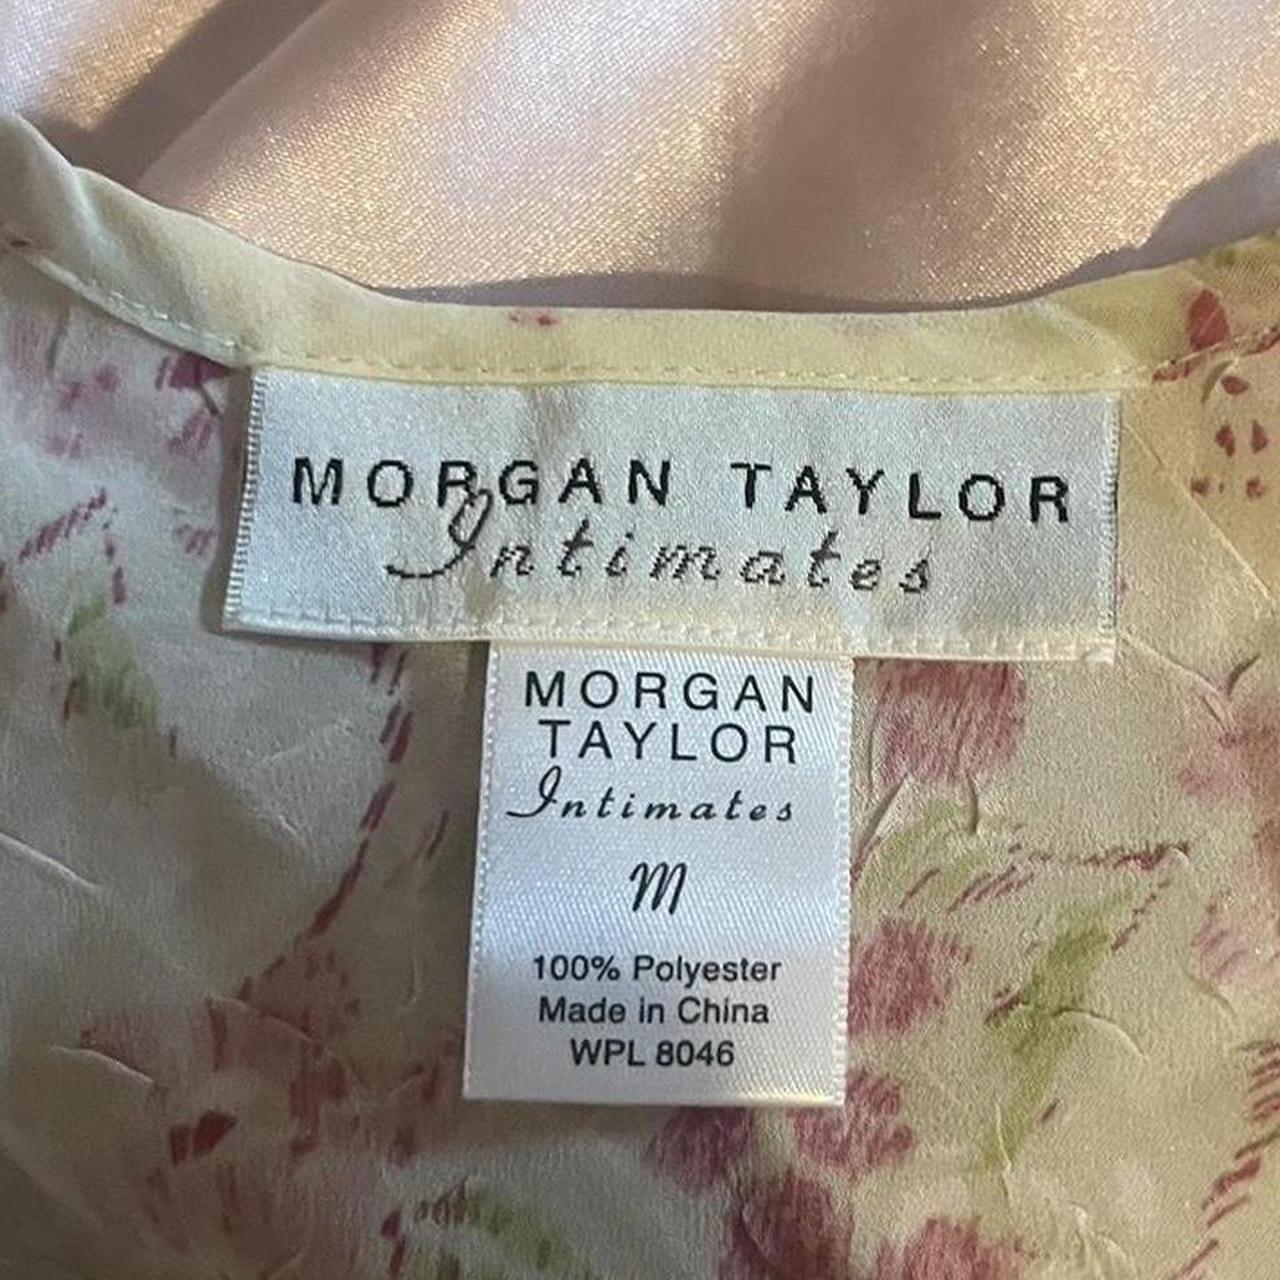 MORGAN TAYLOR
Intimates
MORGAN
TAYLOR
Intimates
M
100% Polyester
Made in China
WPL 8046